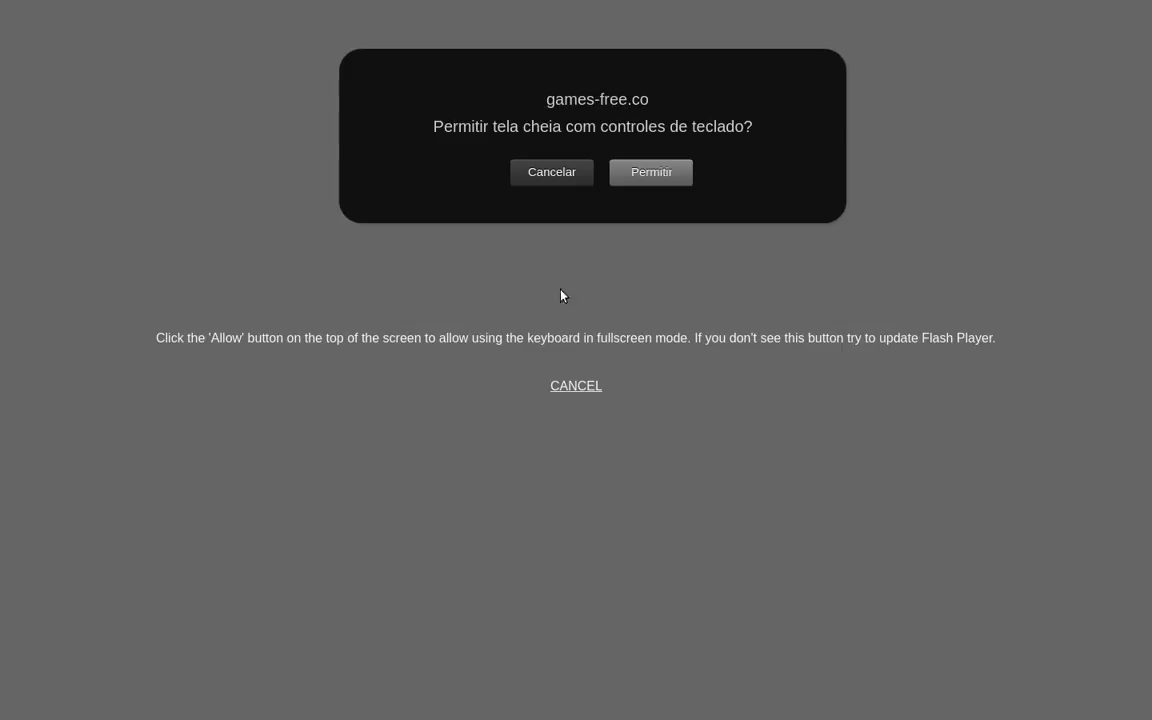 games-free.co
Permitir tela cheia com controles de teclado?
Cancelar Permitir
Click the 'Allow' button on the top of the screen to allow using the keyboard in fullscreen mode. If you don't see this button try to update Flash Player.
CANCEL